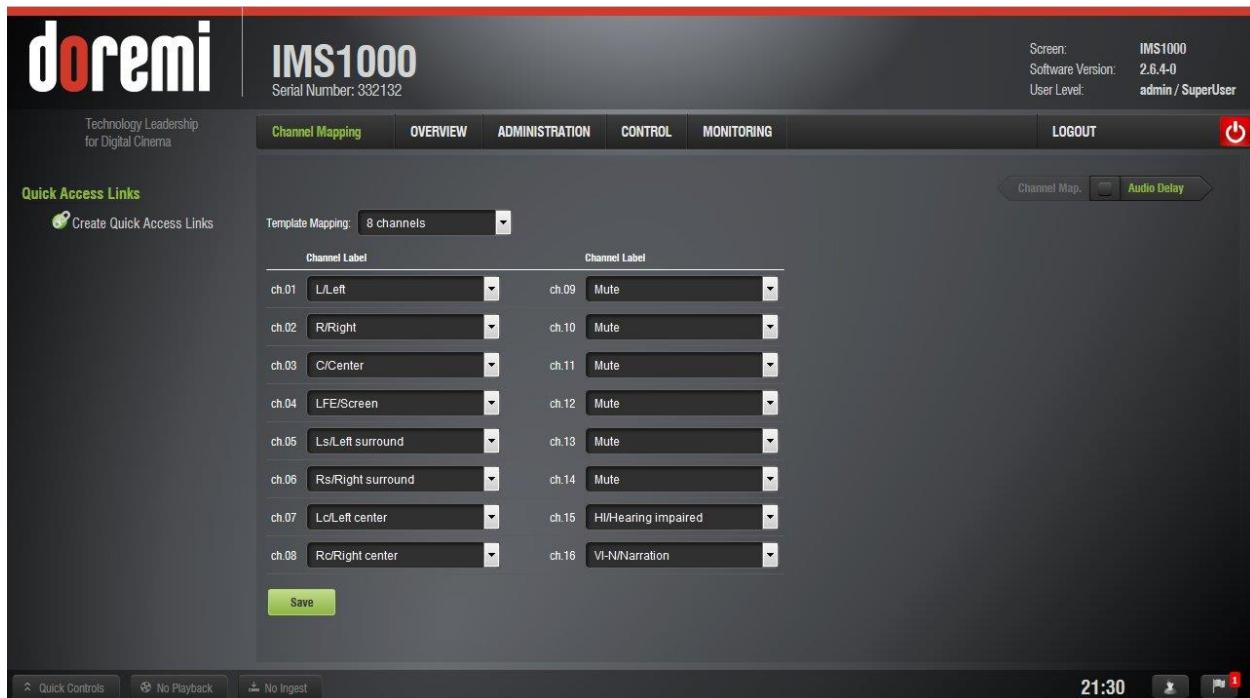 doremi
IMS1000
Serial Number: 332132
Screen: IMS1000
Software Version: 2.6.4-0
User Level: admin / SuperUser
Technology Leadership
for Digital Cinema
Channel Mapping OVERVIEW ADMINISTRATION CONTROL MONITORING LOGOUT
Quick Access Links
Create Quick Access Links
Channel Map. Audio Delay
Template Mapping: 8 channels
Channel Label Channel Label
ch.01 L/Left ch.09 Mute
ch.02 R/Right ch.10 Mute
ch.03 C/Center ch.11 Mute
ch.04 LFE/Screen ch.12 Mute
ch.05 Ls/Left surround ch.13 Mute
ch.06 Rs/Right surround ch.14 Mute
ch.07 Lc/Left center ch.15 HI/Hearing impaired
ch.08 Rc/Right center ch.16 VI-N/Narration
Save
Quick Controls No Playback No Ingest 21:30 1